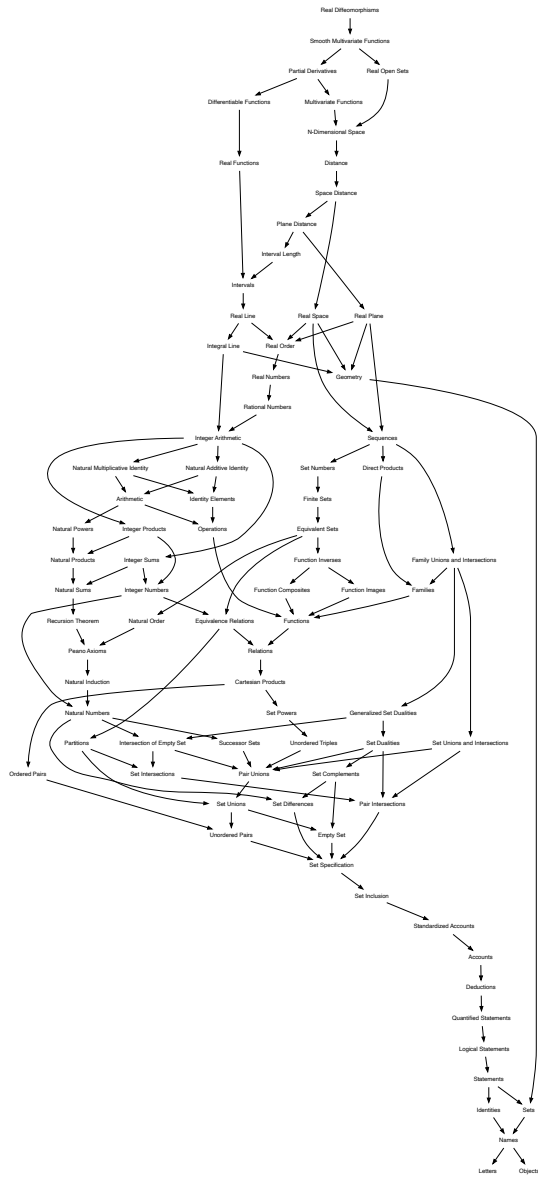 Real Diffeomorphisms
Smooth Multivariate Functions
Partial Derivatives
Real Open Sets
Differentiable Functions
Multivariate Functions
N-Dimensional Space
Real Functions
Distance
Space Distance
Plane Distance
Interval Length
Intervals
Real Line
Real Space
Real Plane
Integral Line
Real Order
Real Numbers
Geometry
Rational Numbers
Integer Arithmetic
Sequences
Natural Multiplicative Identity
Natural Additive Identity
Set Numbers
Direct Products
Arithmetic
Identity Elements
Finite Sets
Natural Powers
Integer Products
Operations
Equivalent Sets
Natural Products
Integer Sums
Function Inverses
Family Unions and Intersections
Natural Sums
Integer Numbers
Function Composites
Function Images
Families
Recursion Theorem
Natural Order
Equivalence Relations
Functions
Peano Axioms
Relations
Natural Induction
Cartesian Products
Natural Numbers
Set Powers
Generalized Set Dualities
Partitions
Intersection of Empty Set
Successor Sets
Unordered Triples
Set Dualities
Set Unions and Intersections
Ordered Pairs
Set Intersections
Pair Unions
Set Complements
Set Unions
Set Differences
Pair Intersections
Unordered Pairs
Empty Set
Set Specification
Set Inclusion
Standardized Accounts
Accounts
Deductions
Quantified Statements
Logical Statements
Statements
Identities
Sets
Names
Letters
Objects